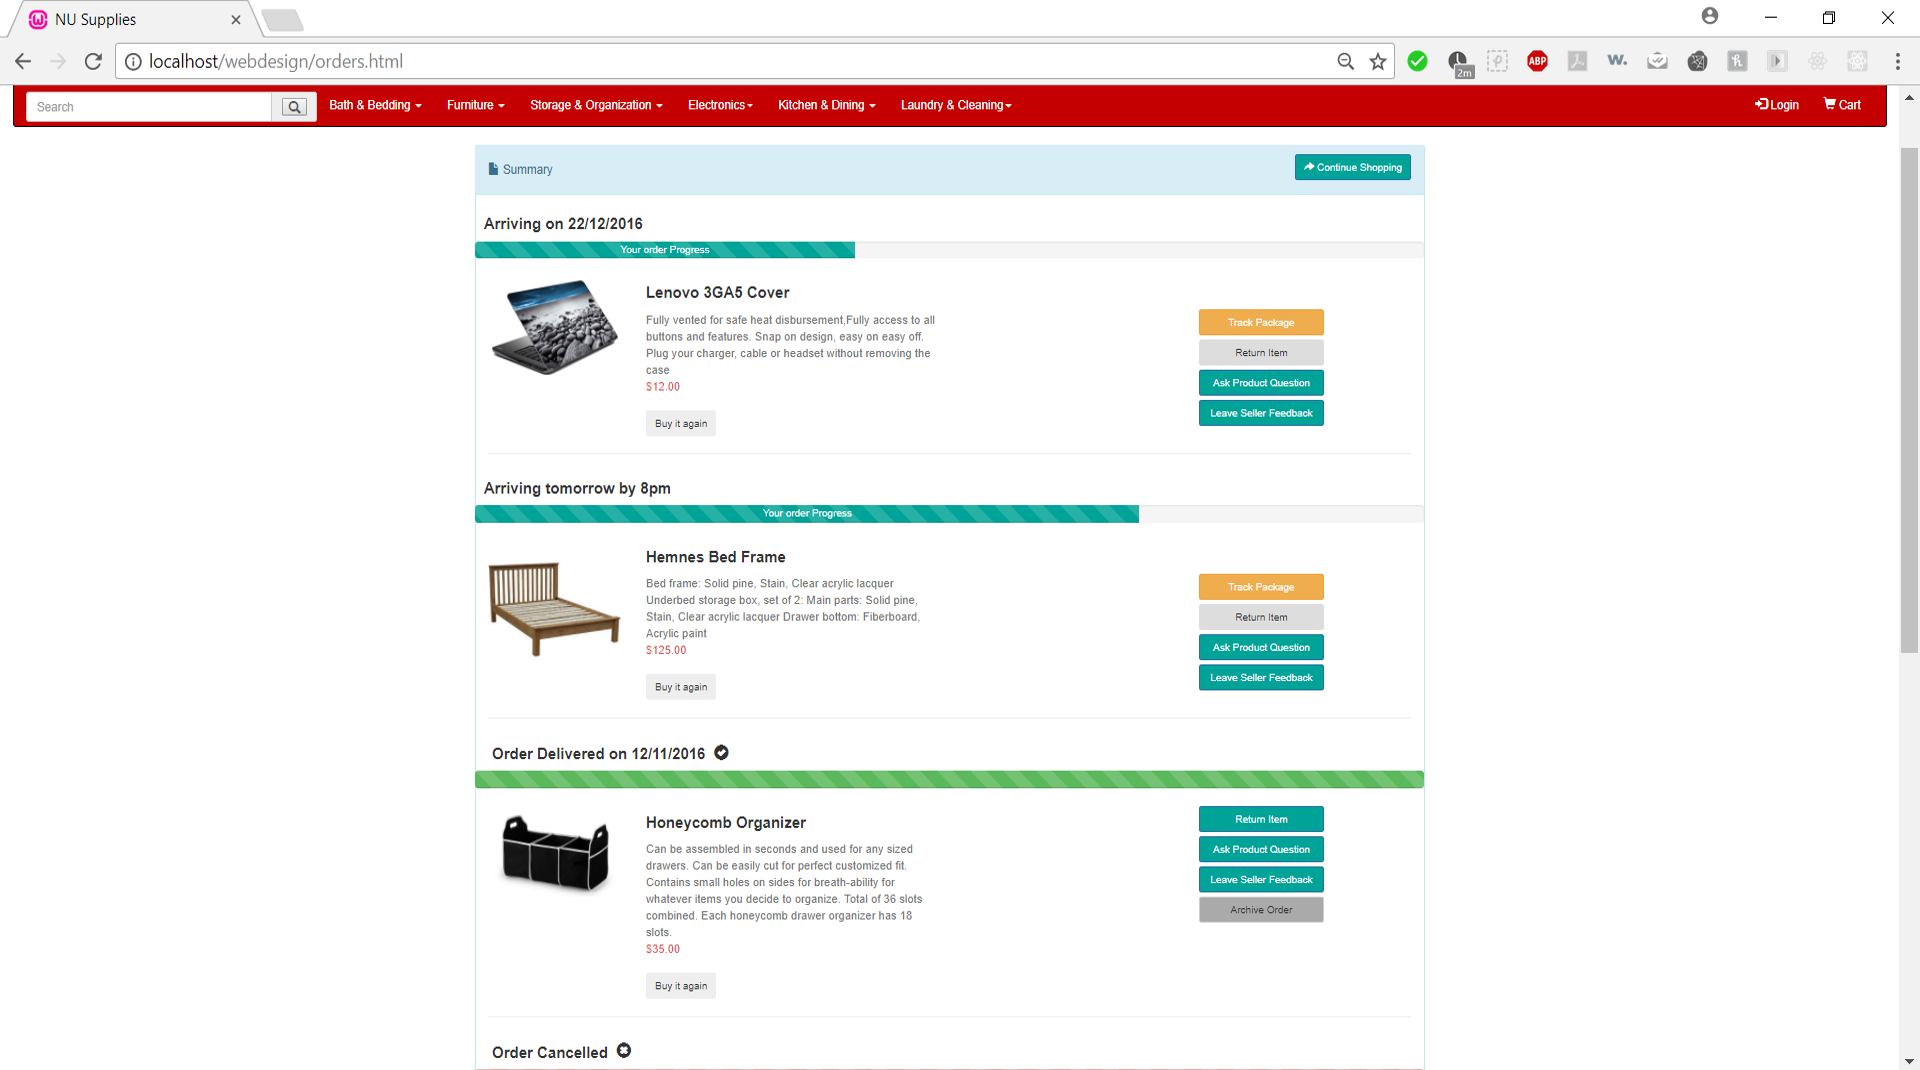 NU Supplies
localhost/webdesign/orders.html
2m
ABP
W.
Search
Bath & Bedding
Furniture
Storage & Organization
Electronics
Kitchen & Dining
Laundry & Cleaning
Login
Cart
Summary
Continue Shopping
Arriving on 22/12/2016
Your order Progress
Lenovo 3GA5 Cover
Fully vented for safe heat disbursement,Fully access to all
buttons and features. Snap on design, easy on easy off.
Plug your charger, cable or headset without removing the
case
$12.00
Buy it again
Track Package
Return Item
Ask Product Question
Leave Seller Feedback
Arriving tomorrow by 8pm
Your order Progress
Hemnes Bed Frame
Bed frame: Solid pine, Stain, Clear acrylic lacquer
Underbed storage box, set of 2: Main parts: Solid pine,
Stain, Clear acrylic lacquer Drawer bottom: Fiberboard,
Acrylic paint
$125.00
Buy it again
Track Package
Return Item
Ask Product Question
Leave Seller Feedback
Order Delivered on 12/11/2016
Honeycomb Organizer
Can be assembled in seconds and used for any sized
drawers. Can be easily cut for perfect customized fit.
Contains small holes on sides for breath-ability for
whatever items you decide to organize. Total of 36 slots
combined. Each honeycomb drawer organizer has 18
slots.
$35.00
Buy it again
Return Item
Ask Product Question
Leave Seller Feedback
Archive Order
Order Cancelled